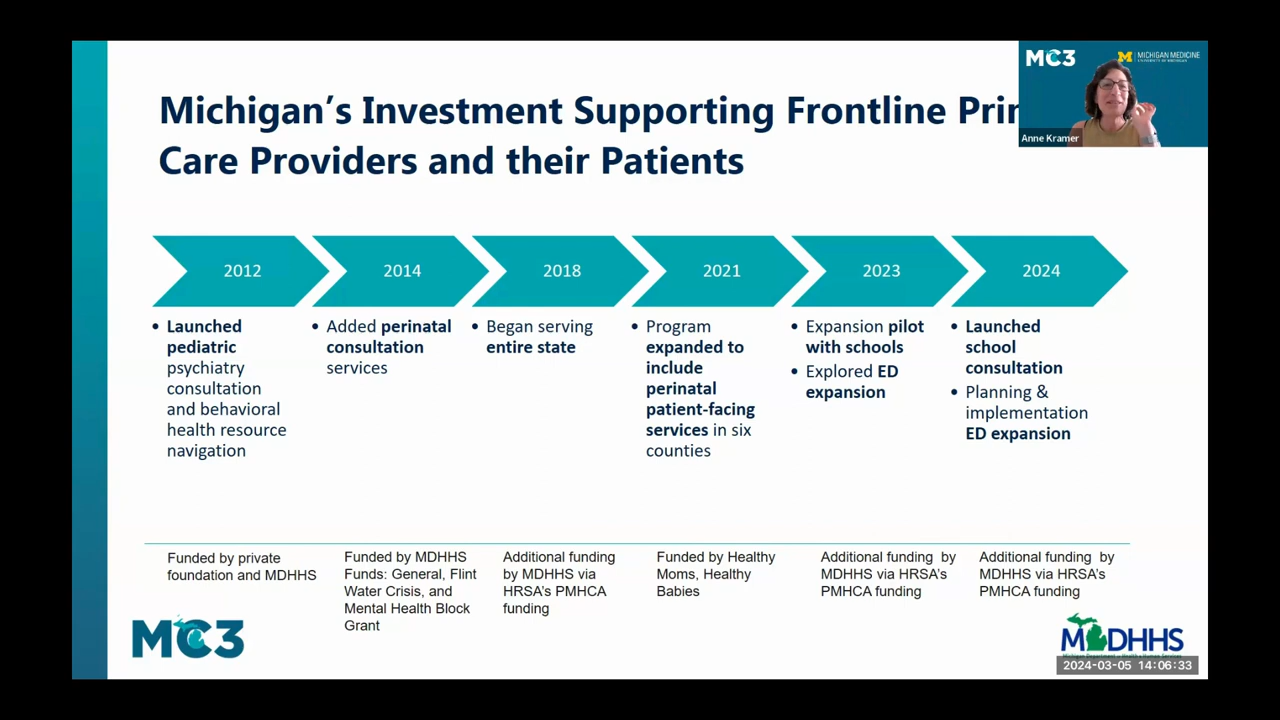 Michigan's Investment Supporting Frontline Prim
Care Providers and their Patients
MC3
MICHIGAN MEDICINE
UNIVERSITY OF MICHIGAN
Anne Kramer
2012
2014
2018
2021
2023
2024
• Launched
pediatric
psychiatry
consultation
and behavioral
health resource
navigation
• Added perinatal
consultation
services
• Began serving
entire state
• Program
expanded to
include
perinatal
patient-facing
services in six
counties
• Expansion pilot
with schools
• Explored ED
expansion
• Launched
school
consultation
• Planning &
implementation
ED expansion
Funded by private
foundation and MDHHS
Funded by MDHHS
Funds: General, Flint
Water Crisis, and
Mental Health Block
Grant
Additional funding
by MDHHS via
HRSA's PMHCA
funding
Funded by Healthy
Moms, Healthy
Babies
Additional funding by
MDHHS via HRSA's
PMHCA funding
Additional funding by
MDHHS via HRSA's
PMHCA funding
MC3
MDHHS
Michigan Department of Health & Human Services
2024-03-05 14:06:33